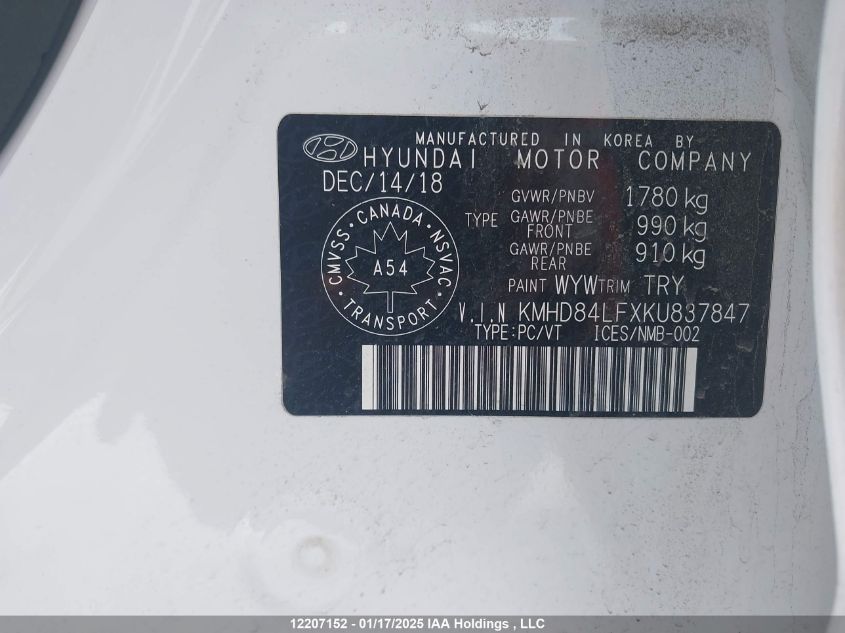 MANUFACTURED IN KOREA BY
HYUNDAI MOTOR COMPANY
DEC/14/18
GVWR/PNBV 1780 kg
TYPE GAWR/PNBE FRONT 990 kg
GAWR/PNBE REAR 910 kg
PAINT WYW TRIM TRY
CMVSS · CANADA · NSVAC
A54
TRANSPORT
V.I.N KMHD84LFXKU837847
TYPE:PC/VT ICES/NMB-002
12207152 - 01/17/2025 IAA Holdings , LLC